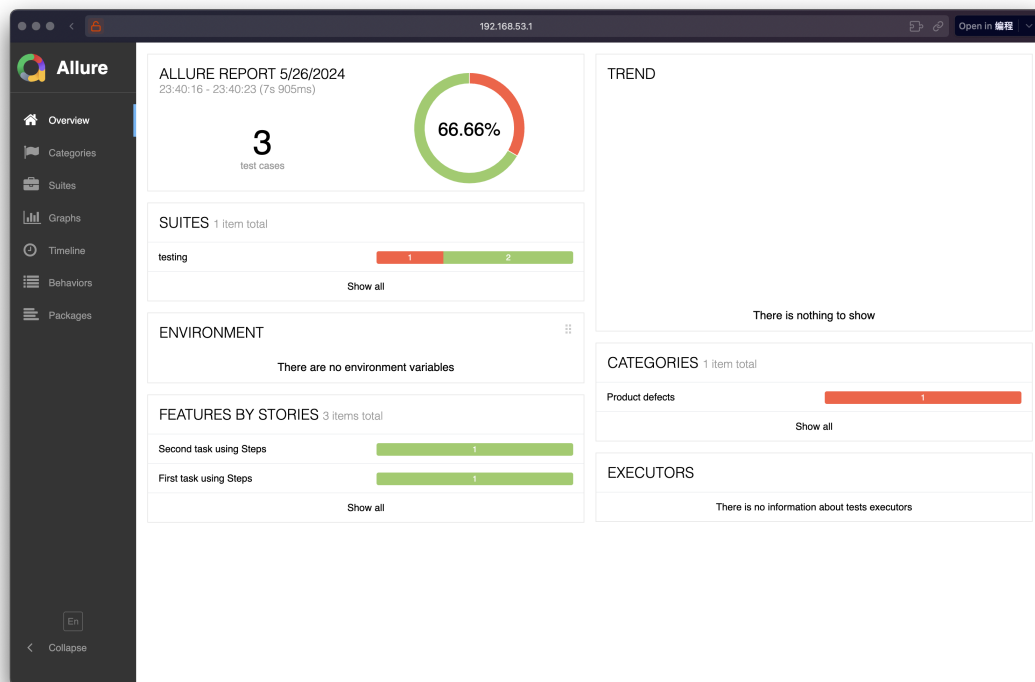 192.168.53.1
Open in 编程
Allure
Overview
Categories
Suites
Graphs
Timeline
Behaviors
Packages
En
Collapse
ALLURE REPORT 5/26/2024
23:40:16 - 23:40:23 (7s 905ms)
3
test cases
66.66%
SUITES 1 item total
testing
1
2
Show all
ENVIRONMENT
There are no environment variables
FEATURES BY STORIES 3 items total
Second task using Steps
1
First task using Steps
1
Show all
TREND
There is nothing to show
CATEGORIES 1 item total
Product defects
1
Show all
EXECUTORS
There is no information about tests executors